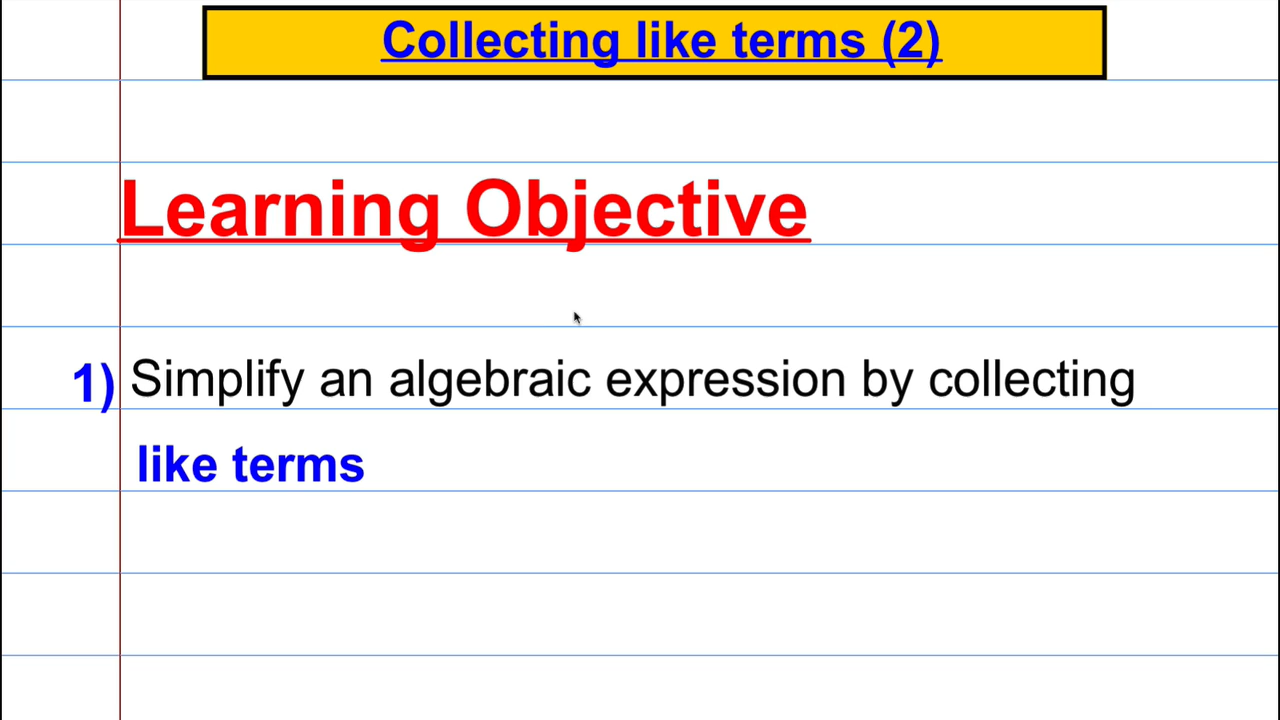 Collecting like terms (2)
Learning Objective
1) Simplify an algebraic expression by collecting
like terms